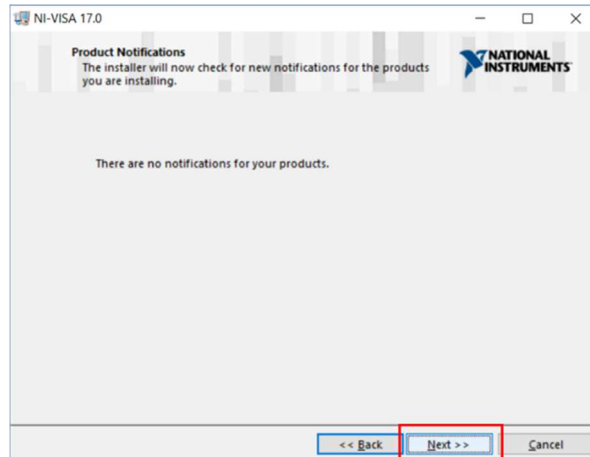 NI-VISA 17.0
Product Notifications
The installer will now check for new notifications for the products
you are installing.
NATIONAL
INSTRUMENTS
There are no notifications for your products.
<< Back
Next >>
Cancel